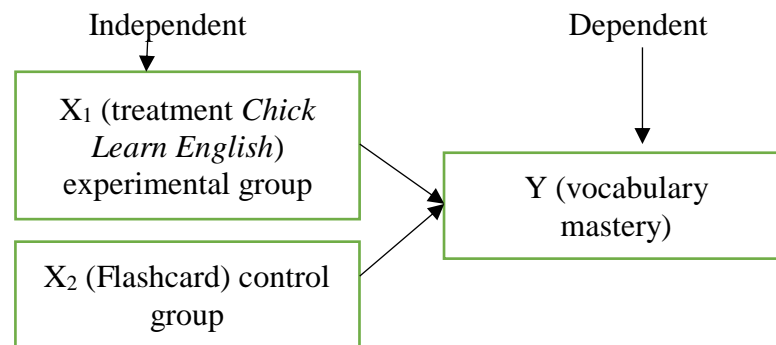 Independent
Dependent
X₁ (treatment Chick
Learn English)
experimental group
Y (vocabulary
mastery)
X₂ (Flashcard) control
group